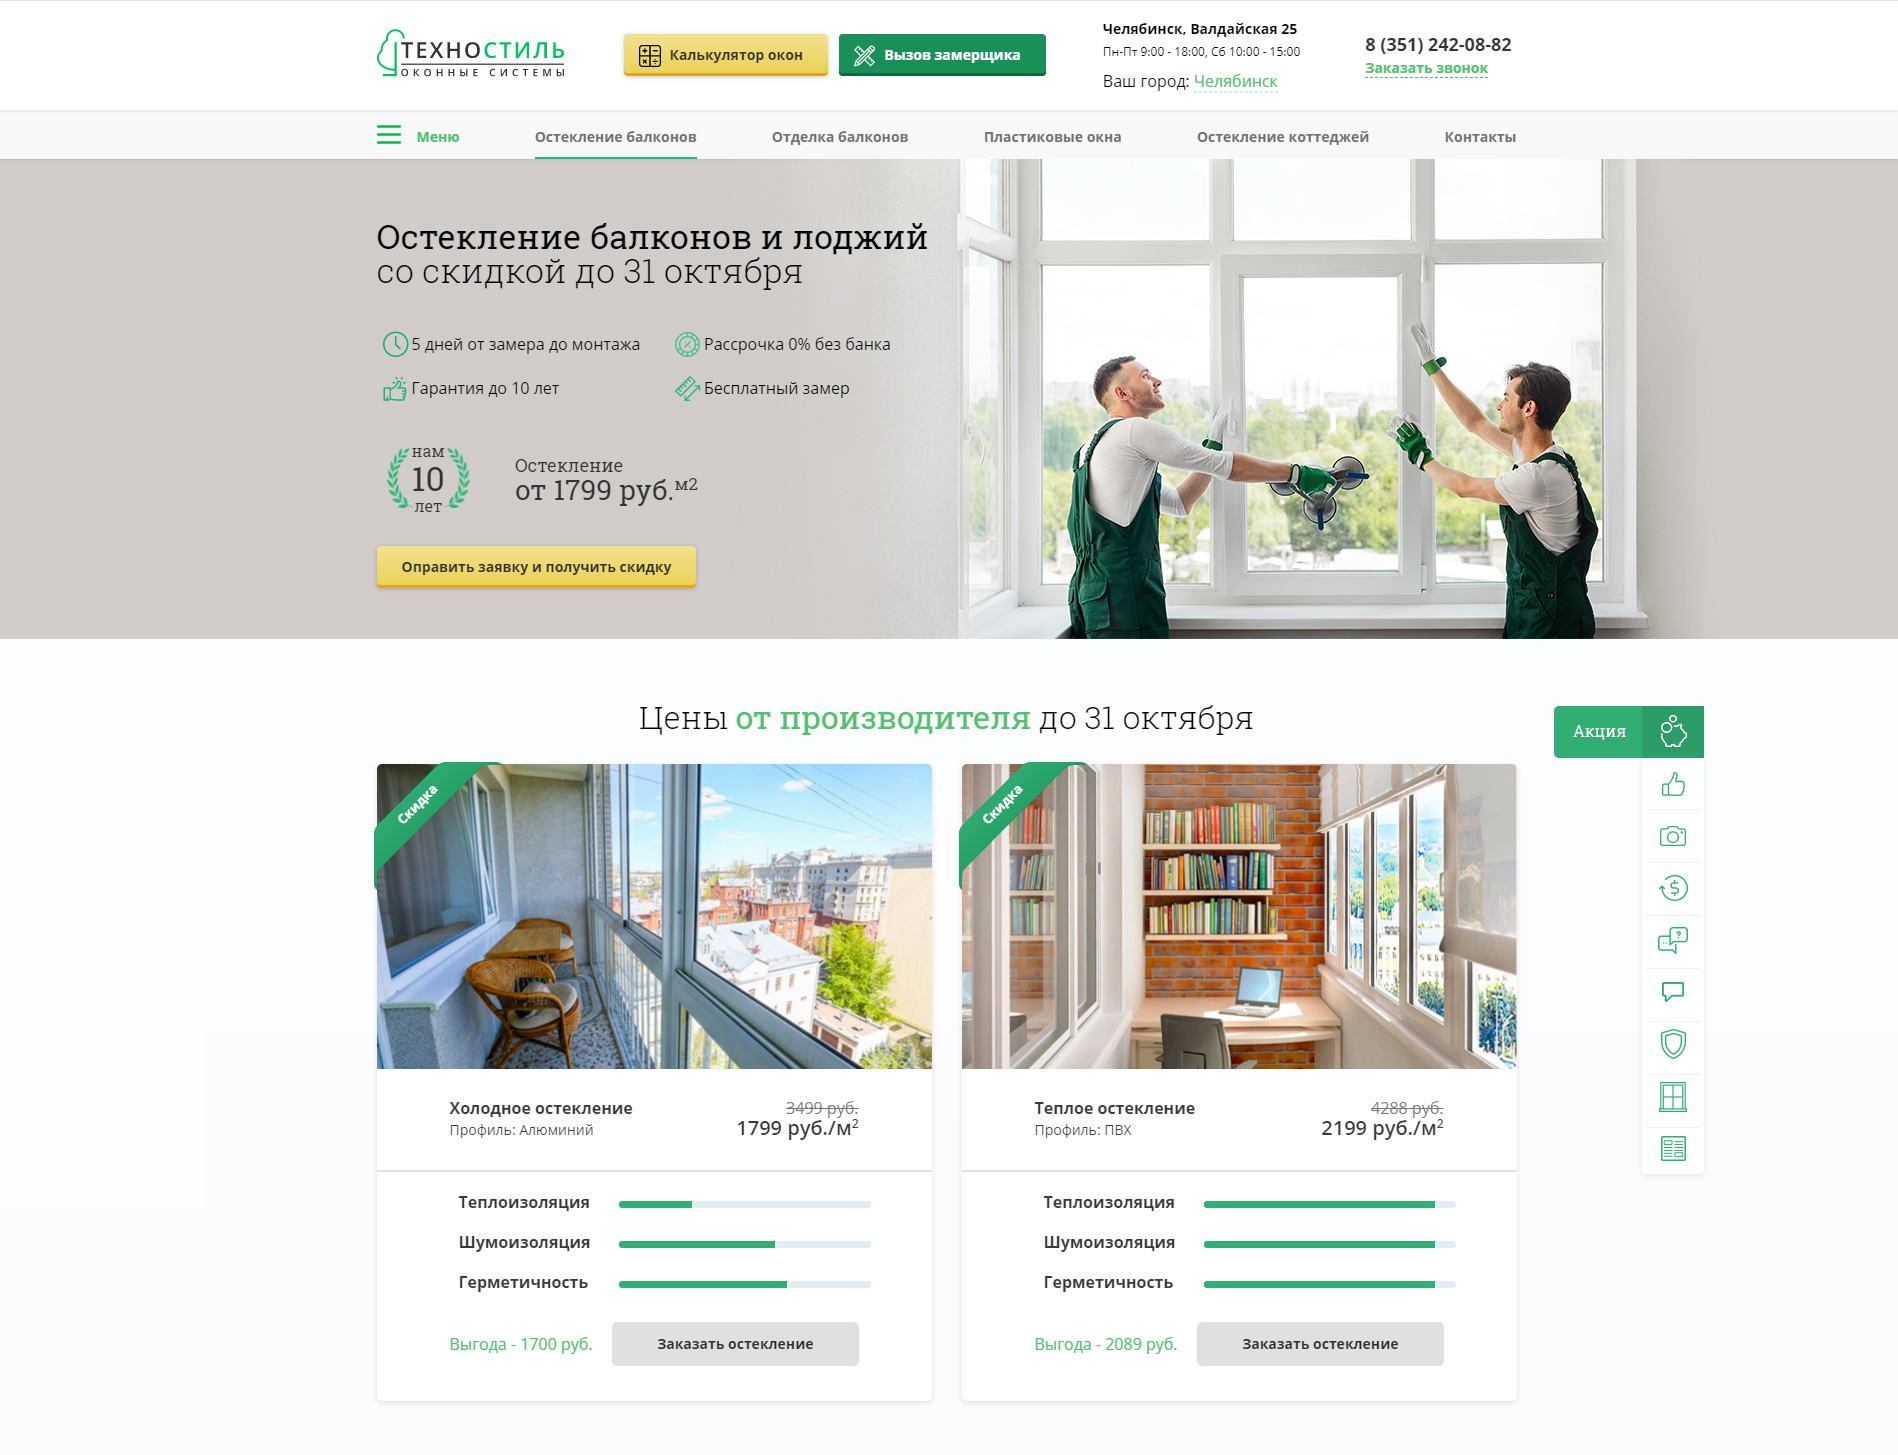 ТЕХНОСТИЛЬ
ОКОННЫЕ СИСТЕМЫ
Калькулятор окон
Вызов замерщика
Челябинск, Валдайская 25
Пн-Пт 9:00 - 18:00, Сб 10:00 - 15:00
Ваш город: Челябинск
8 (351) 242-08-82
Заказать звонок
Меню
Остекление балконов
Отделка балконов
Пластиковые окна
Остекление коттеджей
Контакты
Остекление балконов и лоджий
со скидкой до 31 октября
5 дней от замера до монтажа
Рассрочка 0% без банка
Гарантия до 10 лет
Бесплатный замер
нам
10
лет
Остекление
от 1799 руб.м2
Оправить заявку и получить скидку
Цены от производителя до 31 октября
Акция
Скидка
Холодное остекление
Профиль: Алюминий
3499 руб.
1799 руб./м2
Теплоизоляция
Шумоизоляция
Герметичность
Выгода - 1700 руб.
Заказать остекление
Скидка
Теплое остекление
Профиль: ПВХ
4288 руб.
2199 руб./м2
Теплоизоляция
Шумоизоляция
Герметичность
Выгода - 2089 руб.
Заказать остекление